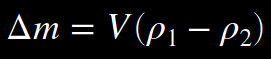 Δm = V(ρ₁ − ρ₂)